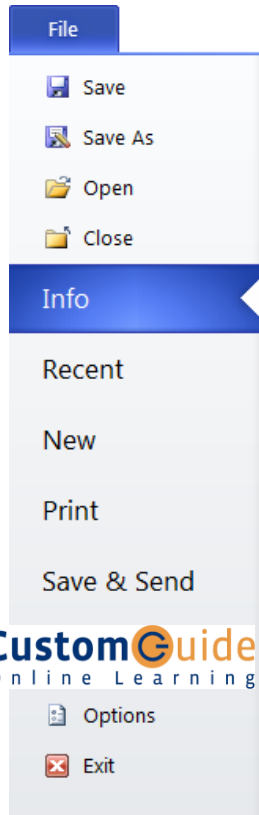 File
Save
Save As
Open
Close
Info
Recent
New
Print
Save & Send
CustomGuide
Online Learning
Options
Exit